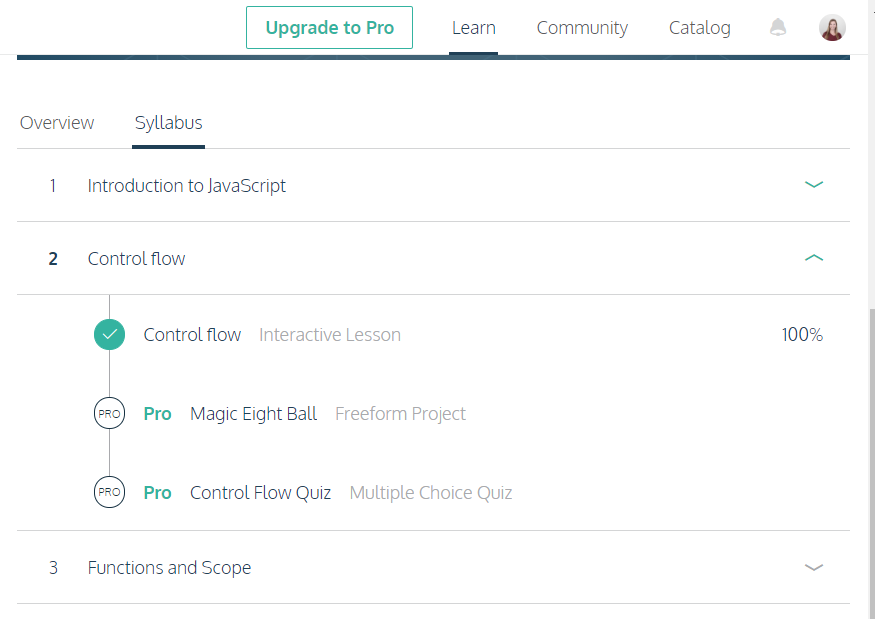 Upgrade to Pro Learn Community Catalog
Overview Syllabus
1 Introduction to JavaScript
2 Control flow
Control flow Interactive Lesson 100%
PRO Pro Magic Eight Ball Freeform Project
PRO Pro Control Flow Quiz Multiple Choice Quiz
3 Functions and Scope